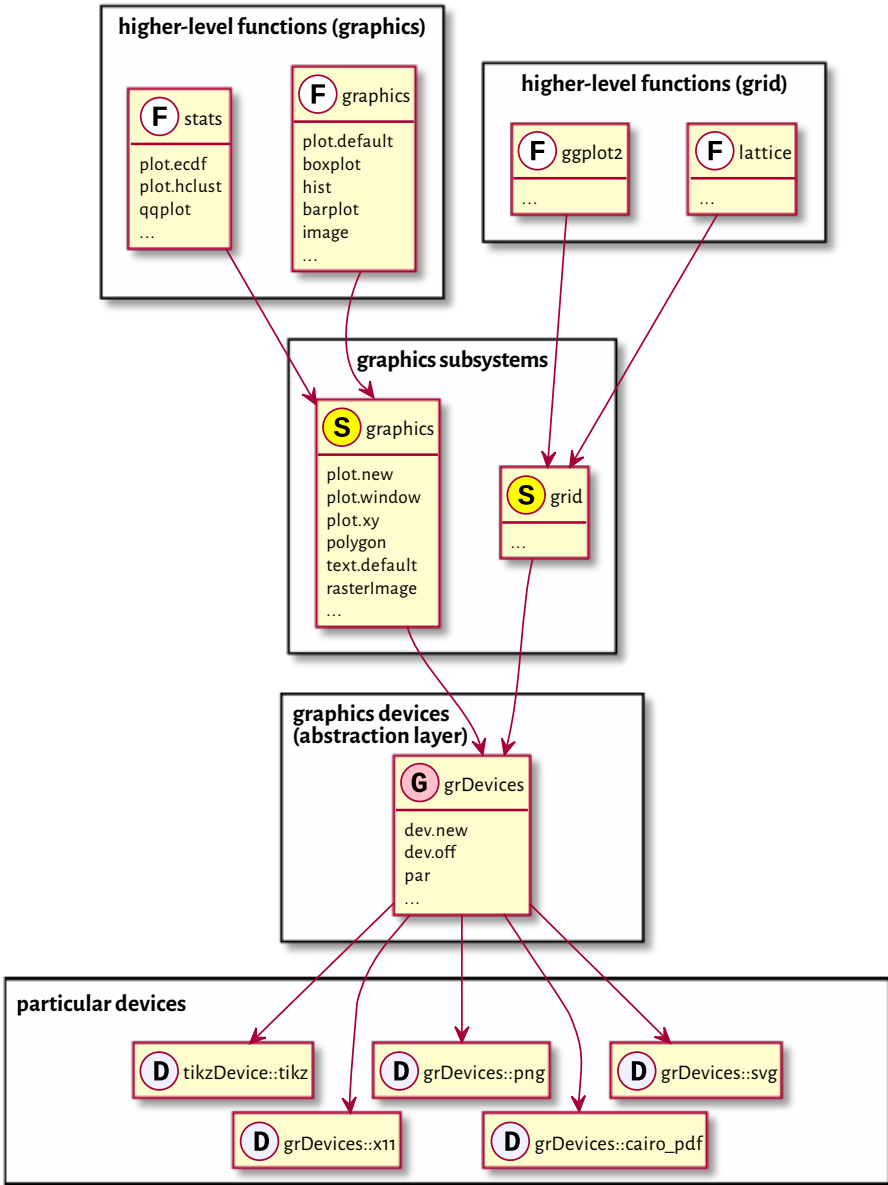 higher-level functions (graphics)
F stats
plot.ecdf
plot.hclust
qqplot
...
F graphics
plot.default
boxplot
hist
barplot
image
...
higher-level functions (grid)
F ggplot2
...
F lattice
...
graphics subsystems
S graphics
plot.new
plot.window
plot.xy
polygon
text.default
rasterImage
...
S grid
...
graphics devices
(abstraction layer)
G grDevices
dev.new
dev.off
par
...
particular devices
D tikzDevice::tikz
D grDevices::png
D grDevices::svg
D grDevices::x11
D grDevices::cairo_pdf